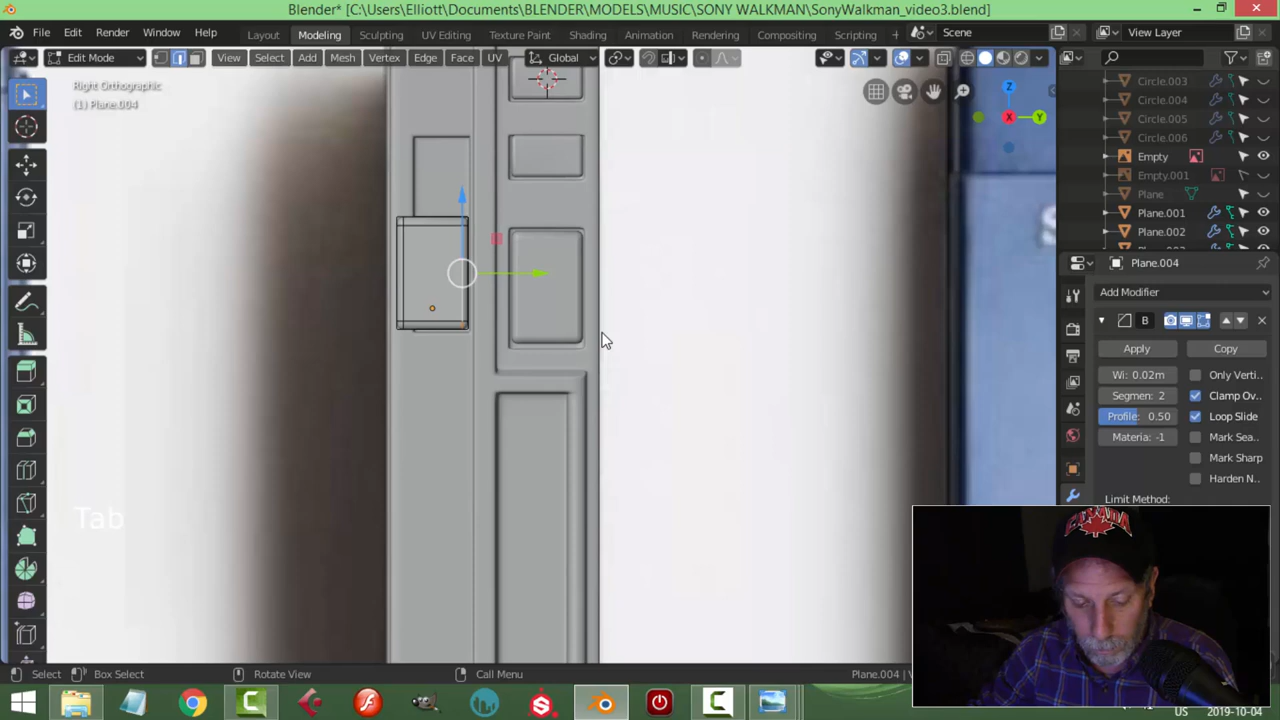 Blender* [C:\Users\Elliott\Documents\BLENDER\MODELS\MUSIC\SONY WALKMAN\SonyWalkman_video3.blend]
File Edit Render Window Help Layout Modeling Sculpting UV Editing Texture Paint Shading Animation Rendering Compositing Scripting Scene View Layer
Edit Mode View Select Add Mesh Vertex Edge Face UV Global
Right Orthographic
(1) Plane.004
Z
X
Y
Circle.003
Circle.004
Circle.005
Circle.006
Empty
Empty.001
Plane
Plane.001
Plane.002
Plane.004
Add Modifier
B
Apply Copy
Wi: 0.02m Only Verti..
Segmen: 2 Clamp Ov..
Profile: 0.50 Loop Slide
Materia: -1 Mark Sea..
Mark Sharp
Harden N..
Limit Method:
Tab
CANADA
Select Box Select Rotate View Call Menu Plane.004 | V
US
2019-10-04